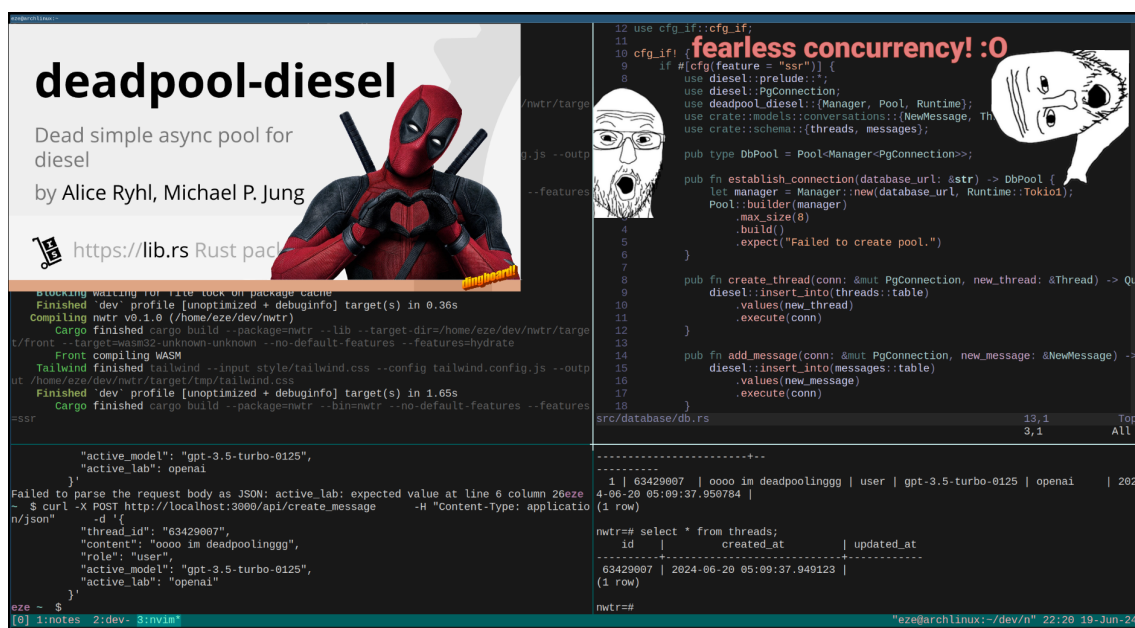 eze@archlinux:~
deadpool-diesel
Dead simple async pool for
diesel
by Alice Ryhl, Michael P. Jung
https://lib.rs Rust pac
dingboard!
/nwtr/targe
g.js --outp
--features
Blocking waiting for file lock on package cache
Finished `dev` profile [unoptimized + debuginfo] target(s) in 0.36s
Compiling nwtr v0.1.0 (/home/eze/dev/nwtr)
Cargo finished cargo build --package=nwtr --lib --target-dir=/home/eze/dev/nwtr/targe
t/front --target=wasm32-unknown-unknown --no-default-features --features=hydrate
Front compiling WASM
Tailwind finished tailwind --input style/tailwind.css --config tailwind.config.js --outp
ut /home/eze/dev/nwtr/target/tmp/tailwind.css
Finished `dev` profile [unoptimized + debuginfo] target(s) in 1.65s
Cargo finished cargo build --package=nwtr --bin=nwtr --no-default-features --features
=ssr
"active_model": "gpt-3.5-turbo-0125",
"active_lab": openai
}'
Failed to parse the request body as JSON: active_lab: expected value at line 6 column 26eze
~ $ curl -X POST http://localhost:3000/api/create_message -H "Content-Type: applicatio
n/json" -d '{
"thread_id": "63429007",
"content": "oooo im deadpoolinggg",
"role": "user",
"active_model": "gpt-3.5-turbo-0125",
"active_lab": "openai"
}'
eze ~ $
fearless concurrency! :O
12 use cfg_if::cfg_if;
11
10 cfg_if! {
9 if #[cfg(feature = "ssr")] {
8 use diesel::prelude::*;
use diesel::PgConnection;
use deadpool_diesel::{Manager, Pool, Runtime};
use crate::models::conversations::{NewMessage, Th
use crate::schema::{threads, messages};
pub type DbPool = Pool<Manager<PgConnection>>;
pub fn establish_connection(database_url: &str) -> DbPool {
let manager = Manager::new(database_url, Runtime::Tokio1);
Pool::builder(manager)
4 .max_size(8)
.build()
5 .expect("Failed to create pool.")
6 }
7
8 pub fn create_thread(conn: &mut PgConnection, new_thread: &Thread) -> Qu
9 diesel::insert_into(threads::table)
10 .values(new_thread)
11 .execute(conn)
12 }
13
14 pub fn add_message(conn: &mut PgConnection, new_message: &NewMessage) ->
15 diesel::insert_into(messages::table)
16 .values(new_message)
17 .execute(conn)
18 }
src/database/db.rs 13,1 Top
3,1 All
-----------------------+--
----------
1 | 63429007 | oooo im deadpoolinggg | user | gpt-3.5-turbo-0125 | openai | 202
4-06-20 05:09:37.950784 |
(1 row)
nwtr=# select * from threads;
id | created_at | updated_at
----------+----------------------------+------------
63429007 | 2024-06-20 05:09:37.949123 |
(1 row)
nwtr=#
[0] 1:notes 2:dev- 3:nvim* "eze@archlinux:~/dev/n" 22:20 19-Jun-24